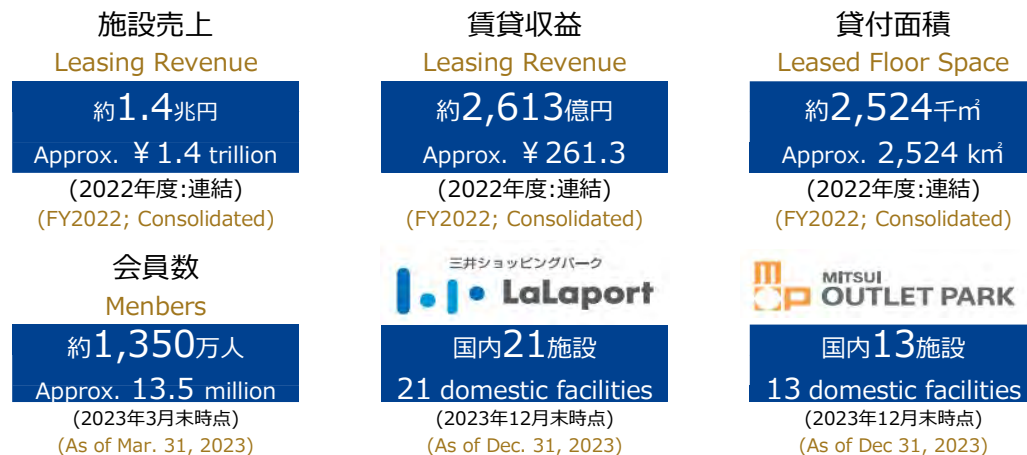 施設売上
Leasing Revenue
約1.4兆円
Approx. ¥1.4 trillion
(2022年度:連結)
(FY2022; Consolidated)
賃貸収益
Leasing Revenue
約2,613億円
Approx. ¥261.3
(2022年度:連結)
(FY2022; Consolidated)
貸付面積
Leased Floor Space
約2,524千㎡
Approx. 2,524 k㎡
(2022年度:連結)
(FY2022; Consolidated)
会員数
Menbers
約1,350万人
Approx. 13.5 million
(2023年3月末時点)
(As of Mar. 31, 2023)
三井ショッピングパーク
LaLaport
国内21施設
21 domestic facilities
(2023年12月末時点)
(As of Dec. 31, 2023)
mop
MITSUI
OUTLET PARK
国内13施設
13 domestic facilities
(2023年12月末時点)
(As of Dec 31, 2023)